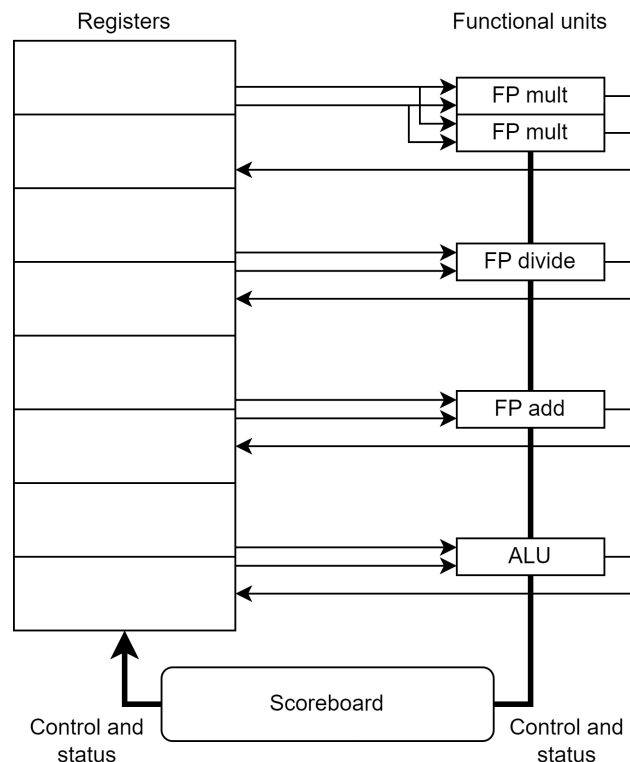 Registers
Functional units
FP mult
FP mult
FP divide
FP add
ALU
Scoreboard
Control and
status
Control and
status